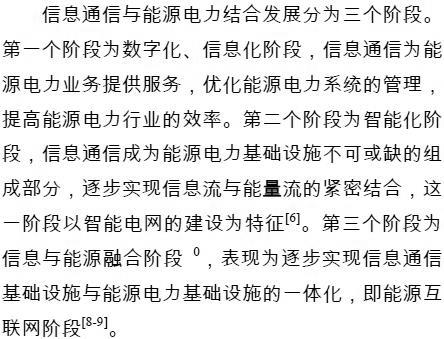 信息通信与能源电力结合发展分为三个阶段。
第一个阶段为数字化、信息化阶段，信息通信为能
源电力业务提供服务，优化能源电力系统的管理，
提高能源电力行业的效率。第二个阶段为智能化阶
段，信息通信成为能源电力基础设施不可或缺的组
成部分，逐步实现信息流与能量流的紧密结合，这
一阶段以智能电网的建设为特征[6]。第三个阶段为
信息与能源融合阶段 0，表现为逐步实现信息通信
基础设施与能源电力基础设施的一体化，即能源互
联网阶段[8-9]。